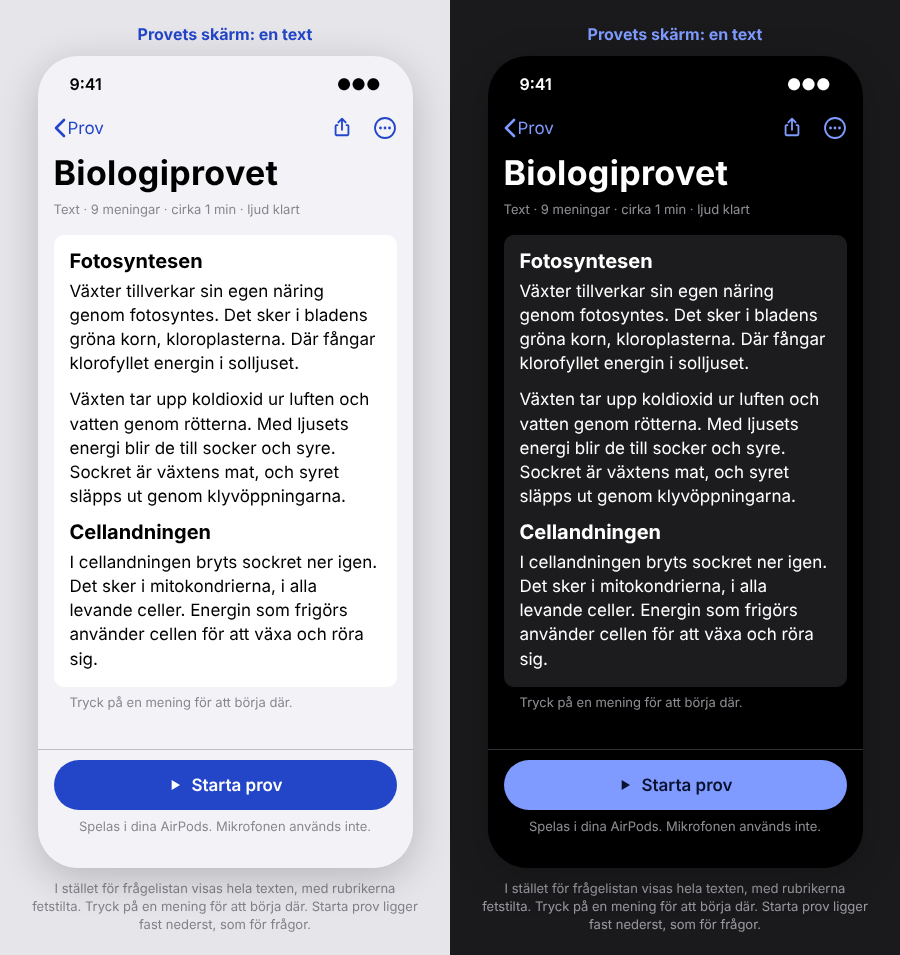 Provets skärm: en text
9:41
Prov
Biologiprovet
Text · 9 meningar · cirka 1 min · ljud klart
Fotosyntesen
Växter tillverkar sin egen näring
genom fotosyntes. Det sker i bladens
gröna korn, kloroplasterna. Där fångar
klorofyllet energin i solljuset.
Växten tar upp koldioxid ur luften och
vatten genom rötterna. Med ljusets
energi blir de till socker och syre.
Sockret är växtens mat, och syret
släpps ut genom klyvöppningarna.
Cellandningen
I cellandningen bryts sockret ner igen.
Det sker i mitokondrierna, i alla
levande celler. Energin som frigörs
använder cellen för att växa och röra
sig.
Tryck på en mening för att börja där.
Starta prov
Spelas i dina AirPods. Mikrofonen används inte.
I stället för frågelistan visas hela texten, med rubrikerna
fetstilta. Tryck på en mening för att börja där. Starta prov ligger
fast nederst, som för frågor.
Provets skärm: en text
9:41
Prov
Biologiprovet
Text · 9 meningar · cirka 1 min · ljud klart
Fotosyntesen
Växter tillverkar sin egen näring
genom fotosyntes. Det sker i bladens
gröna korn, kloroplasterna. Där fångar
klorofyllet energin i solljuset.
Växten tar upp koldioxid ur luften och
vatten genom rötterna. Med ljusets
energi blir de till socker och syre.
Sockret är växtens mat, och syret
släpps ut genom klyvöppningarna.
Cellandningen
I cellandningen bryts sockret ner igen.
Det sker i mitokondrierna, i alla
levande celler. Energin som frigörs
använder cellen för att växa och röra
sig.
Tryck på en mening för att börja där.
Starta prov
Spelas i dina AirPods. Mikrofonen används inte.
I stället för frågelistan visas hela texten, med rubrikerna
fetstilta. Tryck på en mening för att börja där. Starta prov ligger
fast nederst, som för frågor.